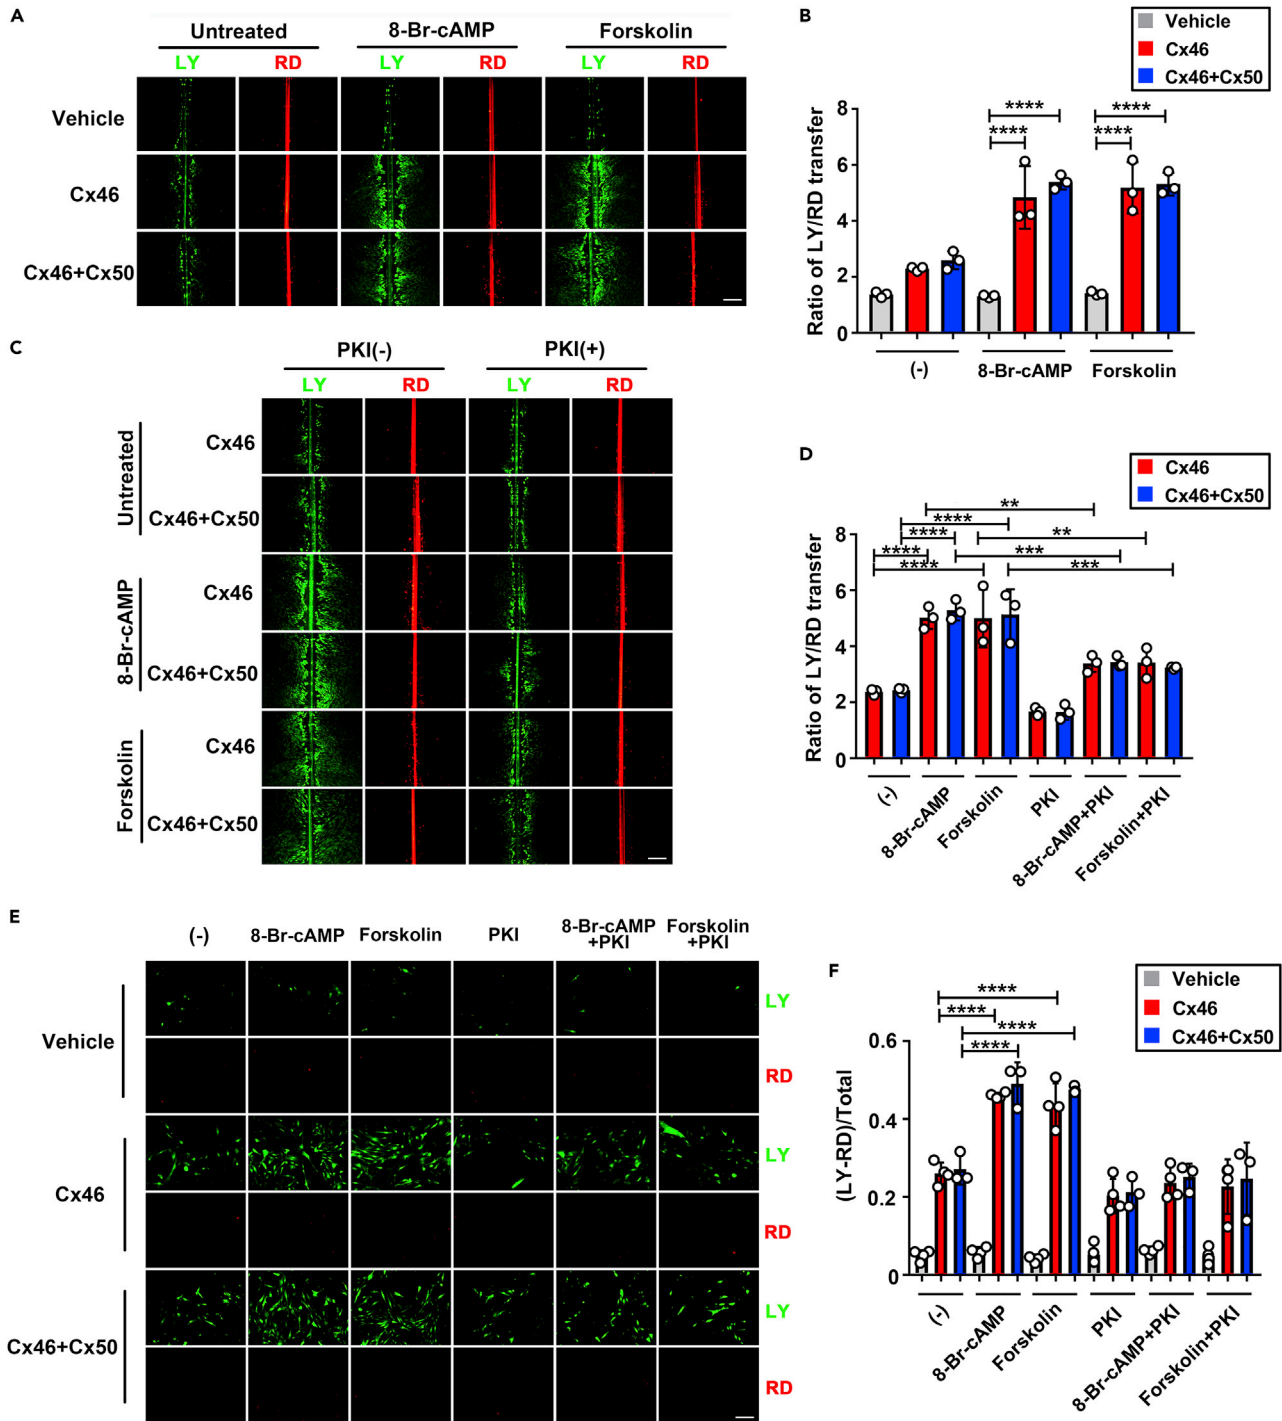 A
Untreated 8-Br-cAMP Forskolin
LY RD LY RD LY RD
Vehicle
Cx46
Cx46+Cx50
B
Vehicle
Cx46
Cx46+Cx50
Ratio of LY/RD transfer
8
6
4
2
0
**** ****
**** ****
(-) 8-Br-cAMP Forskolin
C
PKI(-) PKI(+)
LY RD LY RD
Untreated
Cx46
Cx46+Cx50
8-Br-cAMP
Cx46
Cx46+Cx50
Forskolin
Cx46
Cx46+Cx50
D
Cx46
Cx46+Cx50
Ratio of LY/RD transfer
8
6
4
2
0
**
****
**** **
**** ***
**** ***
(-) 8-Br-cAMP Forskolin PKI 8-Br-cAMP+PKI Forskolin+PKI
E
(-) 8-Br-cAMP Forskolin PKI 8-Br-cAMP +PKI Forskolin +PKI
Vehicle
LY
RD
Cx46
LY
RD
Cx46+Cx50
LY
RD
F
Vehicle
Cx46
Cx46+Cx50
(LY-RD)/Total
0.6
0.4
0.2
0
****
****
****
****
(-) 8-Br-cAMP Forskolin PKI 8-Br-cAMP+PKI Forskolin+PKI